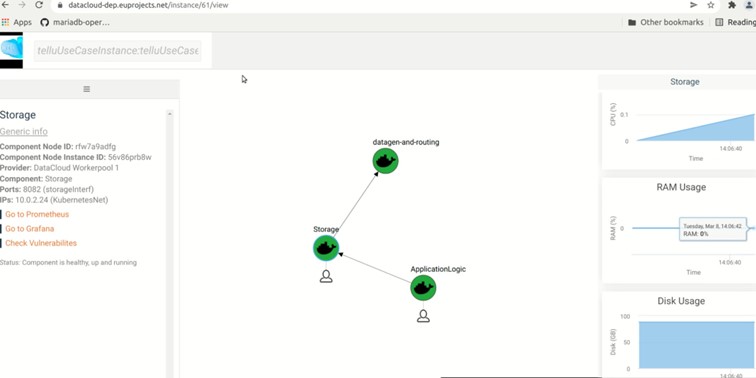 datacloud-dep.euprojects.net/instance/61/view
Apps
mariadb-oper...
Other bookmarks
Reading
telluUseCaseInstance:telluUseCase
Storage
Generic info
Component Node ID: rfw7a9adfg
Component Node Instance ID: 56v86prb8w
Provider: DataCloud Workerpool 1
Component: Storage
Ports: 8082 (storageInterf)
IPs: 10.0.2.24 (KubernetesNet)
Go to Prometheus
Go to Grafana
Check Vulnerabilites
Status: Component is healthy, up and running
datagen-and-routing
Storage
ApplicationLogic
Storage
CPU (%)
0.1
0
14:06:40
Time
RAM Usage
RAM (%)
0
Tuesday, Mar 8, 14:06:42
RAM: 0%
14:06:40
Time
Disk Usage
Disk (GB)
100
50
0
14:06:40